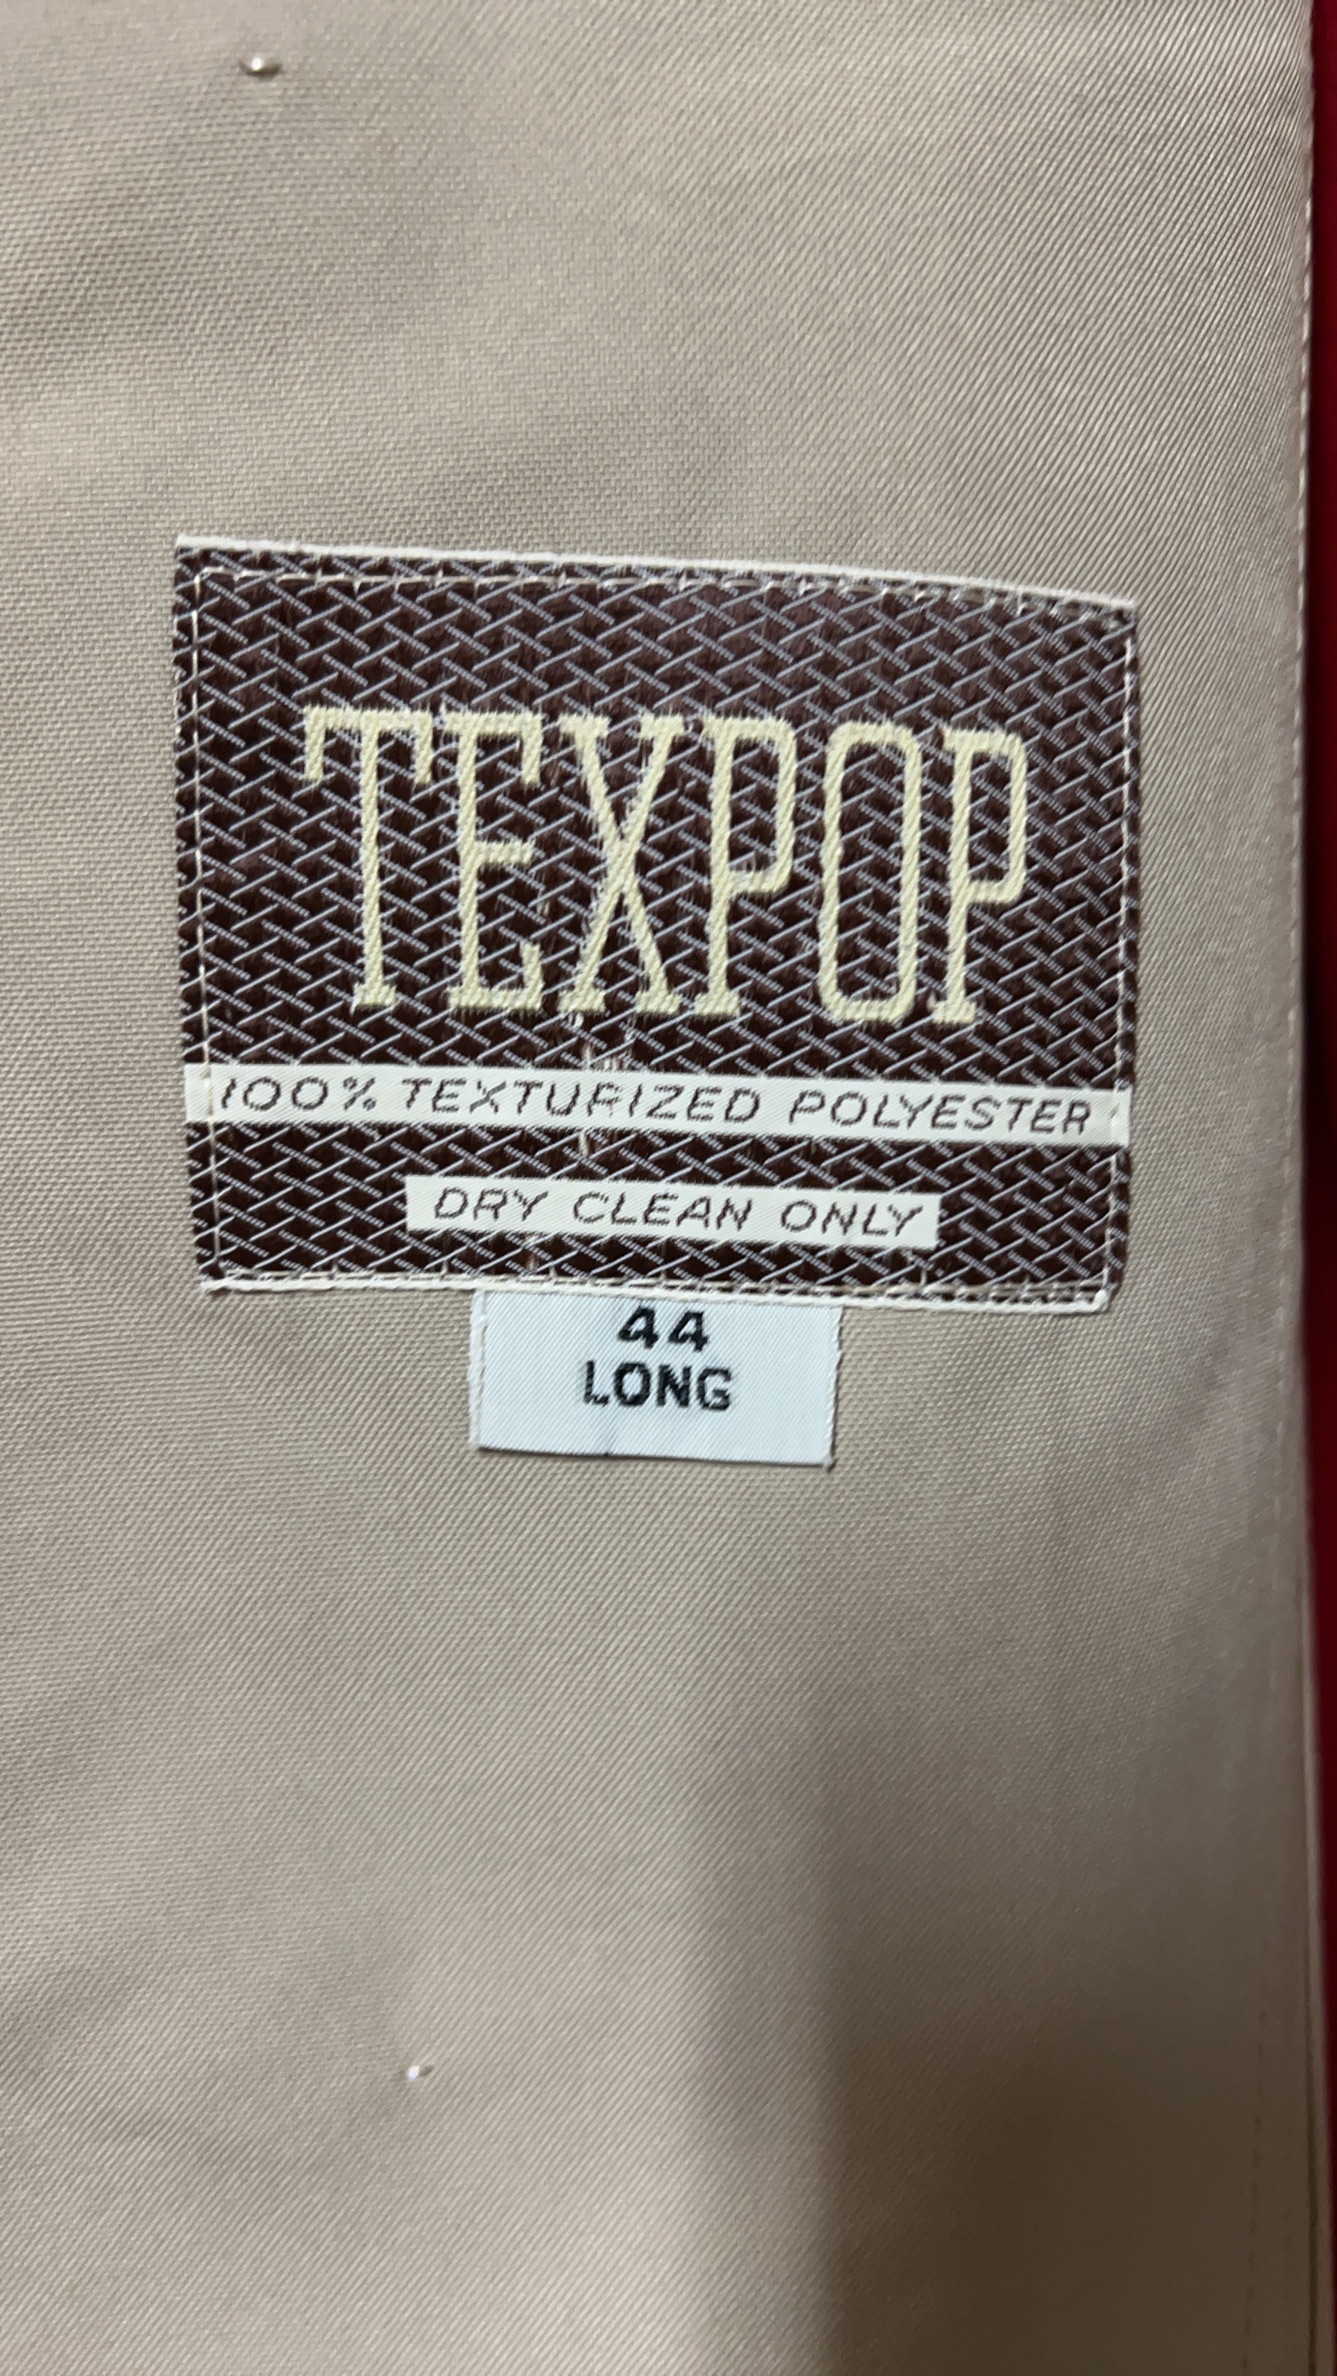 TEXPOP
100% TEXTURIZED POLYESTER
DRY CLEAN ONLY
44
LONG